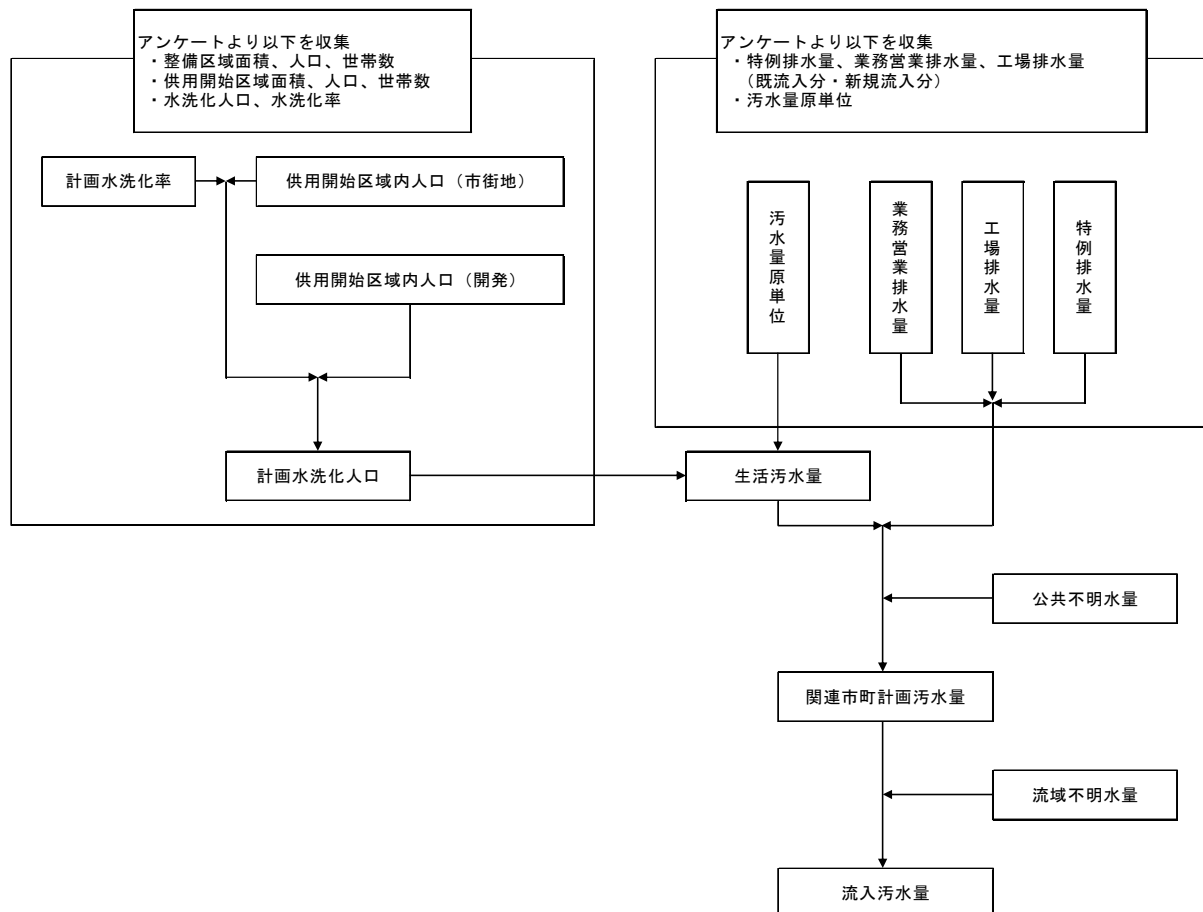 アンケートより以下を収集
・整備区域面積、人口、世帯数
・供用開始区域面積、人口、世帯数
・水洗化人口、水洗化率
計画水洗化率
供用開始区域内人口（市街地）
供用開始区域内人口（開発）
計画水洗化人口
アンケートより以下を収集
・特例排水量、業務営業排水量、工場排水量
（既流入分・新規流入分）
・汚水量原単位
汚水量原単位
業務営業排水量
工場排水量
特例排水量
生活汚水量
公共不明水量
関連市町計画汚水量
流域不明水量
流入汚水量